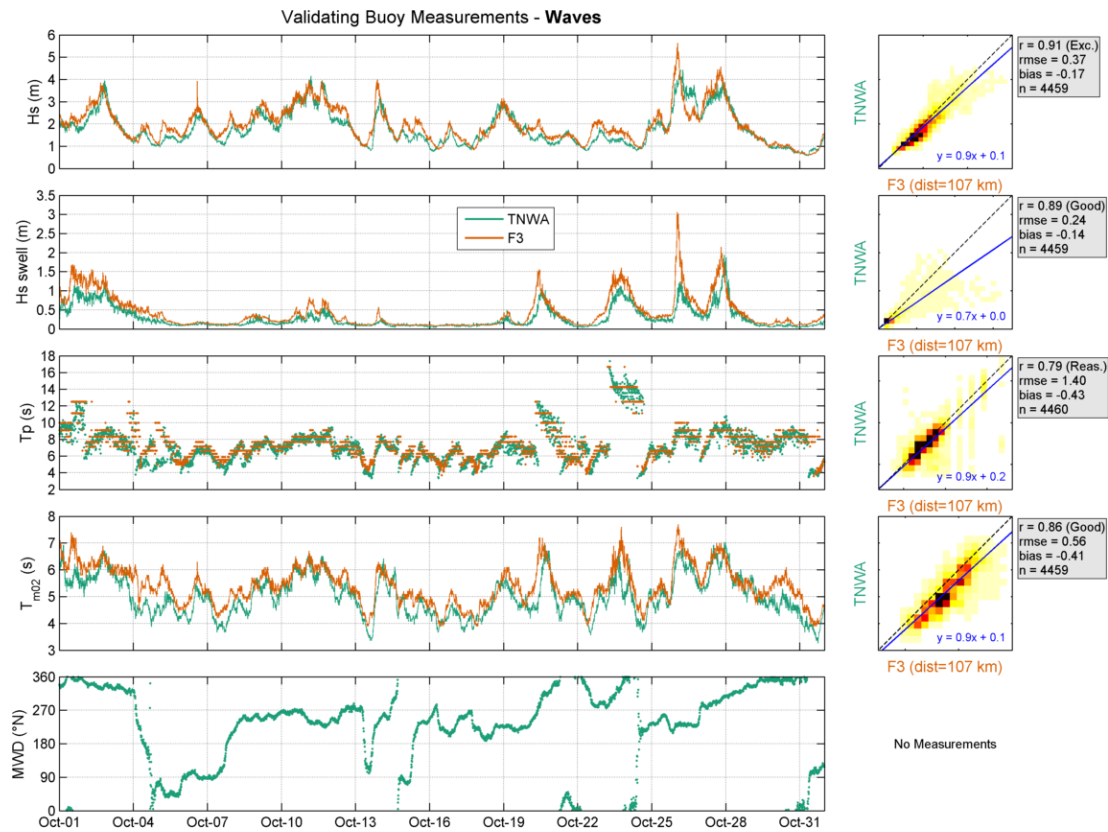 Validating Buoy Measurements - Waves
Hs (m)
6
5
4
3
2
1
0
TNWA
r = 0.91 (Exc.)
rmse = 0.37
bias = -0.17
n = 4459
y = 0.9x + 0.1
F3 (dist=107 km)
Hs swell (m)
3.5
3
2.5
2
1.5
1
0.5
0
TNWA
F3
TNWA
r = 0.89 (Good)
rmse = 0.24
bias = -0.14
n = 4459
y = 0.7x + 0.0
F3 (dist=107 km)
Tp (s)
18
16
14
12
10
8
6
4
2
TNWA
r = 0.79 (Reas.)
rmse = 1.40
bias = -0.43
n = 4460
y = 0.9x + 0.2
F3 (dist=107 km)
Tm02 (s)
8
7
6
5
4
3
TNWA
r = 0.86 (Good)
rmse = 0.56
bias = -0.41
n = 4459
y = 0.9x + 0.1
F3 (dist=107 km)
MWD (°N)
360
270
180
90
0
No Measurements
Oct-01 Oct-04 Oct-07 Oct-10 Oct-13 Oct-16 Oct-19 Oct-22 Oct-25 Oct-28 Oct-31